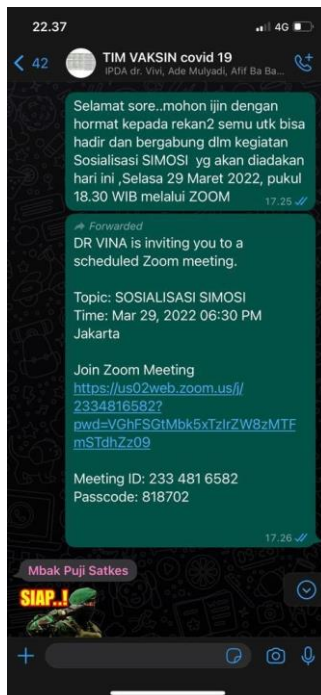 22.37
4G
42
TIM VAKSIN covid 19
IPDA dr. Vivi, Ade Mulyadi, Afif Ba Ba...
Selamat sore..mohon ijin dengan
hormat kepada rekan2 semu utk bisa
hadir dan bergabung dlm kegiatan
Sosialisasi SIMOSI yg akan diadakan
hari ini ,Selasa 29 Maret 2022, pukul
18.30 WIB melalui ZOOM
17.25
Forwarded
DR VINA is inviting you to a
scheduled Zoom meeting.
Topic: SOSIALISASI SIMOSI
Time: Mar 29, 2022 06:30 PM
Jakarta
Join Zoom Meeting
https://us02web.zoom.us/j/
2334816582?
pwd=VGhFSGtMbk5xTzIrZW8zMTF
mSTdhZz09
Meeting ID: 233 481 6582
Passcode: 818702
17.26
Mbak Puji Satkes
SIAP..!